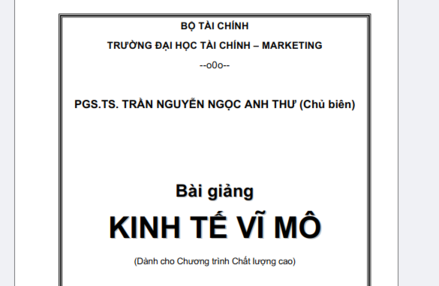 BỘ TÀI CHÍNH
TRƯỜNG ĐẠI HỌC TÀI CHÍNH – MARKETING
--o0o--
PGS.TS. TRẦN NGUYỄN NGỌC ANH THƯ (Chủ biên)
Bài giảng
KINH TẾ VĨ MÔ
(Dành cho Chương trình Chất lượng cao)